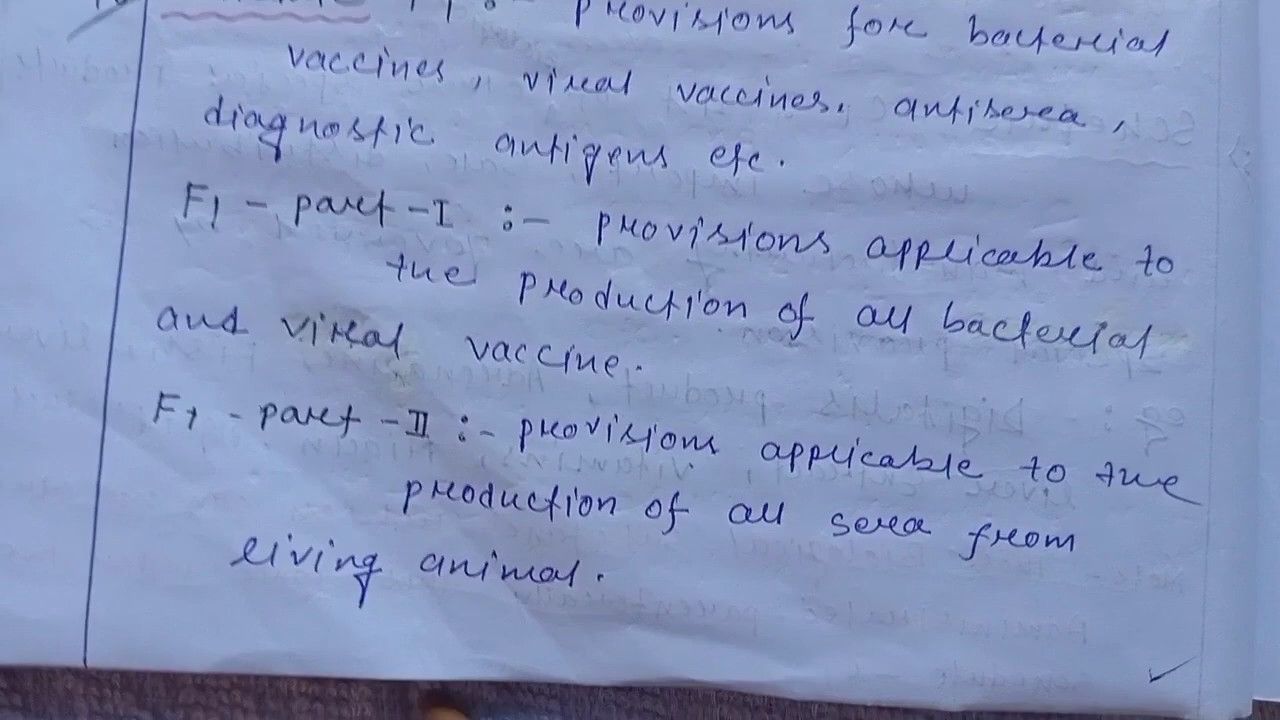 :- provisions for bacterial
vaccines, viral vaccines, antisera,
diagnostic antigens etc.
F1 - part - I :- provisions applicable to
the production of all bacterial
and viral vaccine.
F1 - part - II :- provisions applicable to the
production of all sera from
living animal.